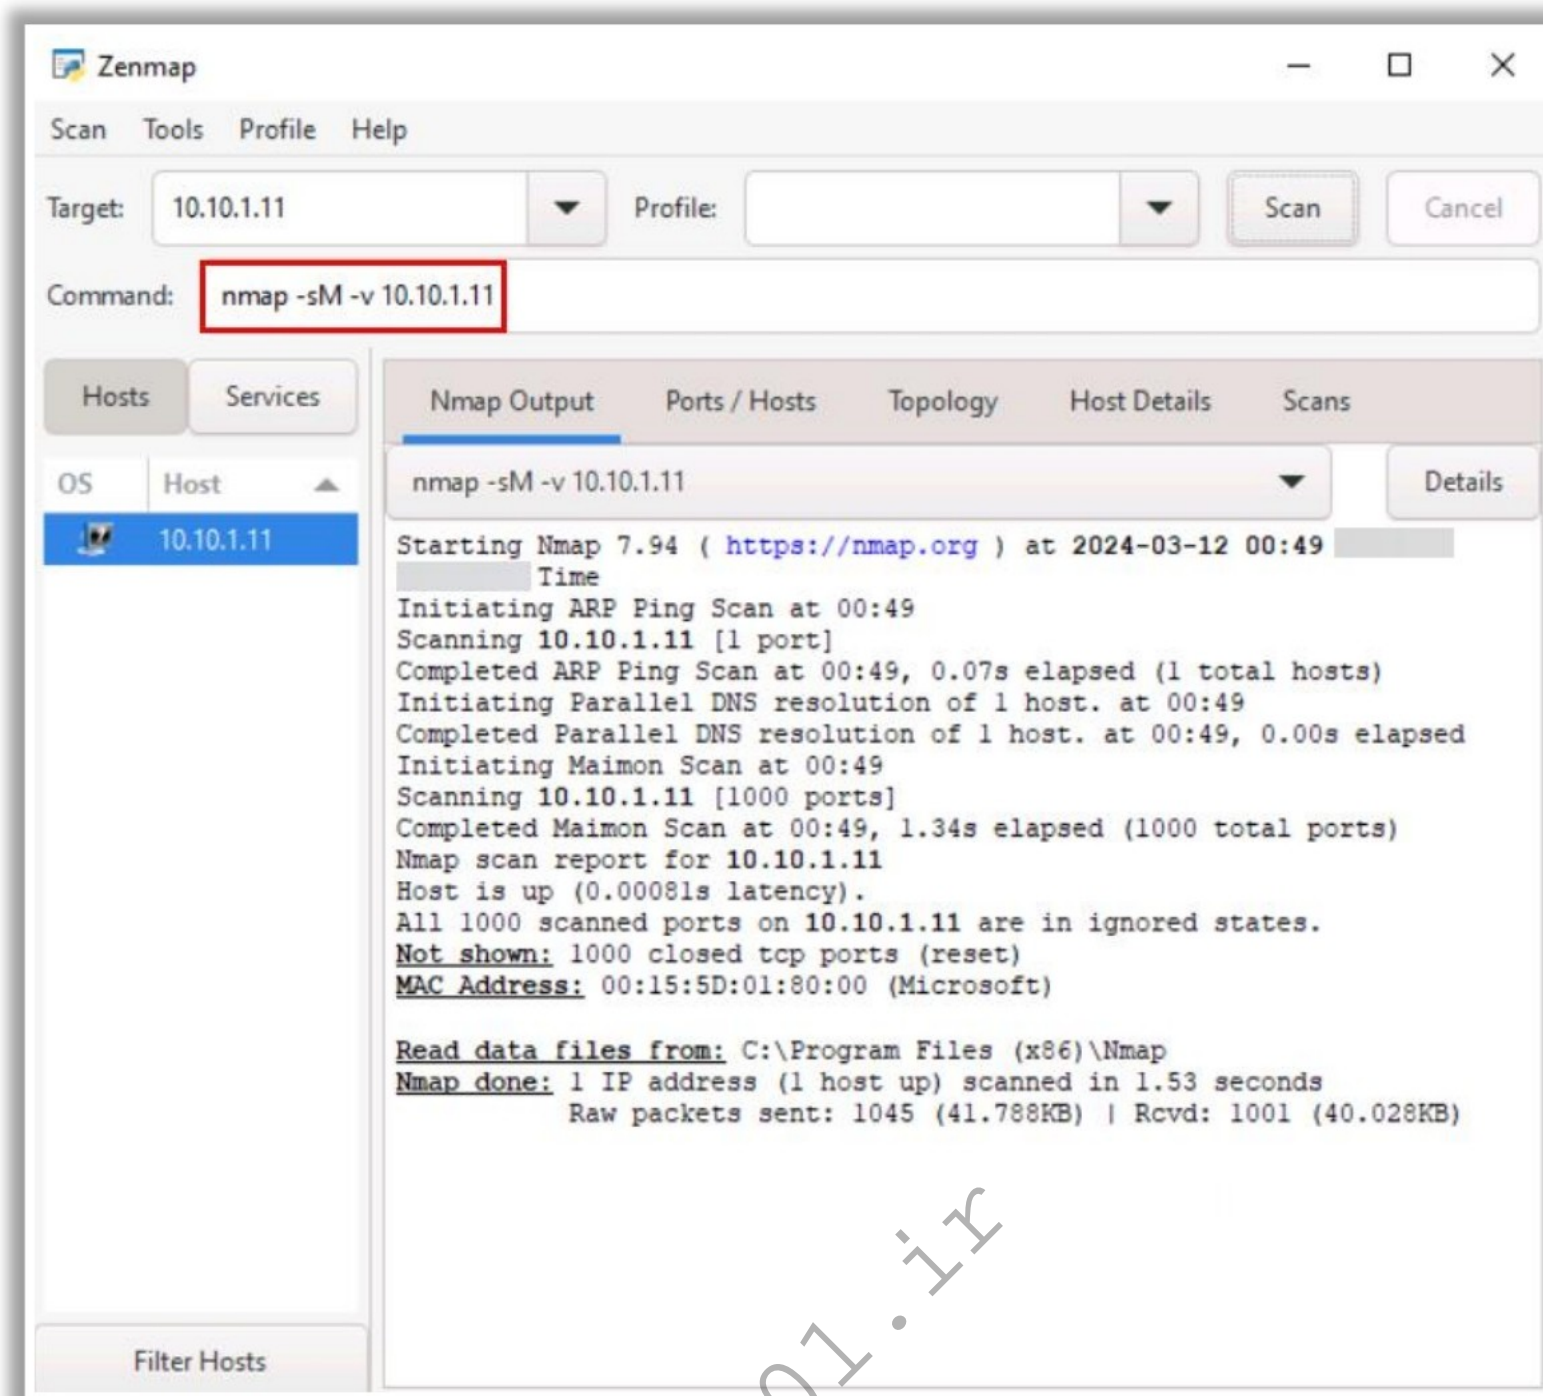 Zenmap
Scan Tools Profile Help
Target: 10.10.1.11 Profile: Scan Cancel
Command: nmap -sM -v 10.10.1.11
Hosts Services
Nmap Output Ports / Hosts Topology Host Details Scans
OS Host
nmap -sM -v 10.10.1.11 Details
10.10.1.11
Starting Nmap 7.94 ( https://nmap.org ) at 2024-03-12 00:49
Time
Initiating ARP Ping Scan at 00:49
Scanning 10.10.1.11 [1 port]
Completed ARP Ping Scan at 00:49, 0.07s elapsed (1 total hosts)
Initiating Parallel DNS resolution of 1 host. at 00:49
Completed Parallel DNS resolution of 1 host. at 00:49, 0.00s elapsed
Initiating Maimon Scan at 00:49
Scanning 10.10.1.11 [1000 ports]
Completed Maimon Scan at 00:49, 1.34s elapsed (1000 total ports)
Nmap scan report for 10.10.1.11
Host is up (0.00081s latency).
All 1000 scanned ports on 10.10.1.11 are in ignored states.
Not shown: 1000 closed tcp ports (reset)
MAC Address: 00:15:5D:01:80:00 (Microsoft)
Read data files from: C:\Program Files (x86)\Nmap
Nmap done: 1 IP address (1 host up) scanned in 1.53 seconds
Raw packets sent: 1045 (41.788KB) | Rcvd: 1001 (40.028KB)
Filter Hosts